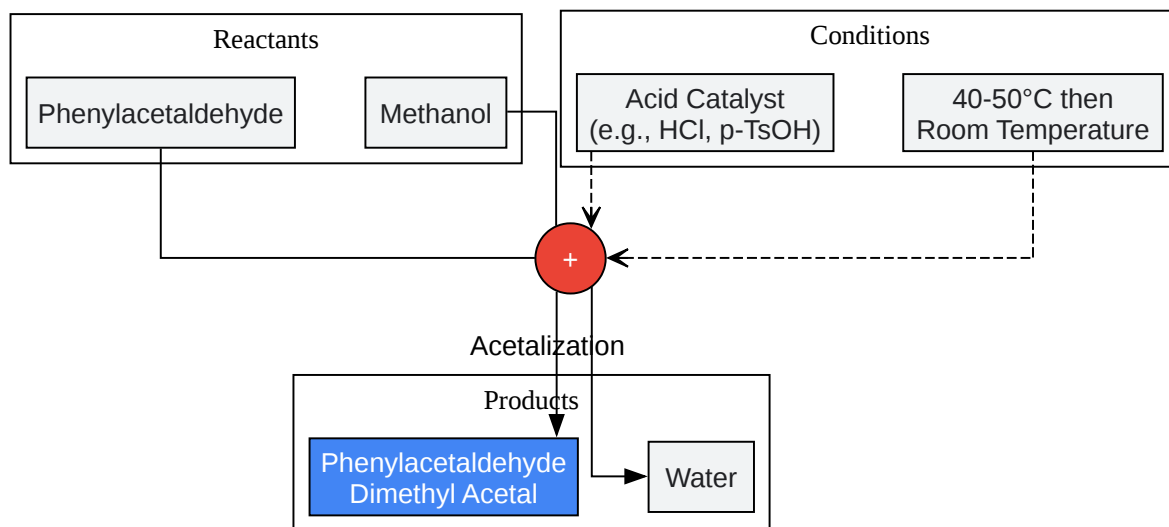 Reactants
Conditions
Phenylacetaldehyde
Methanol
Acid Catalyst
(e.g., HCl, p-TsOH)
40-50°C then
Room Temperature
+
Acetalization
Products
Phenylacetaldehyde
Dimethyl Acetal
Water